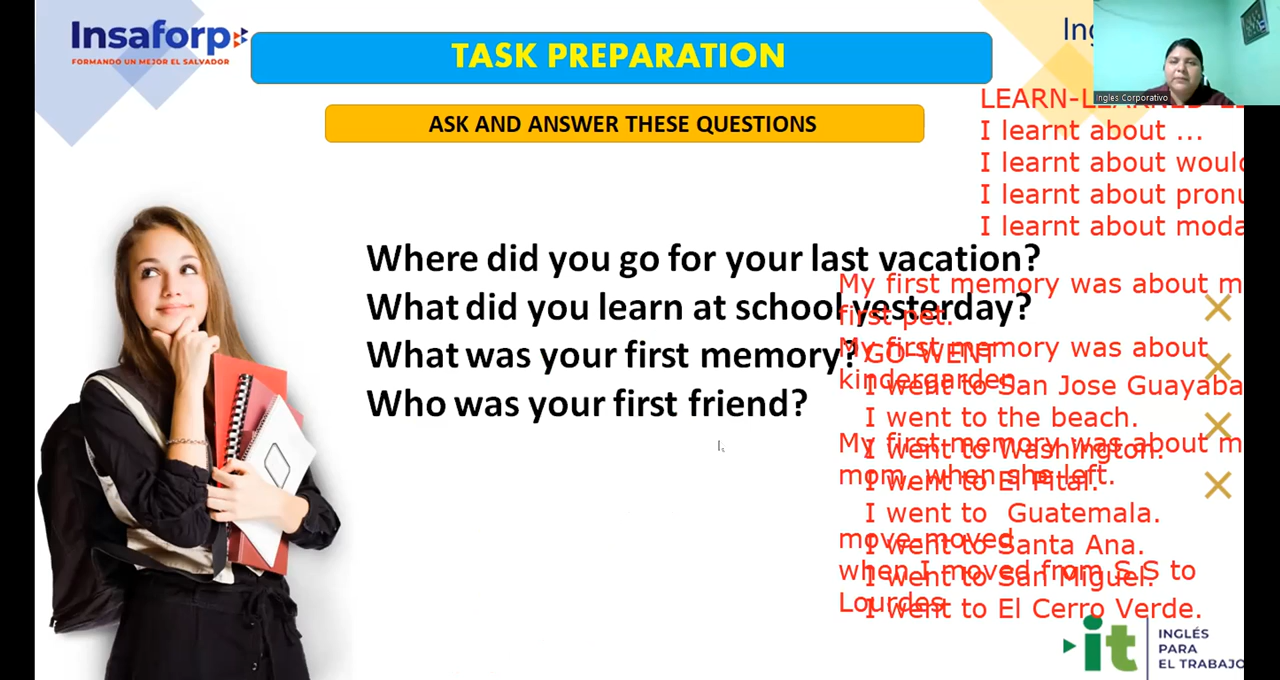 Insaforp
FORMANDO UN MEJOR EL SALVADOR
TASK PREPARATION
Ingles Corporativo
ASK AND ANSWER THESE QUESTIONS
I learnt about ...
I learnt about
I learnt about
I learnt about
Where did you go for your last vacation?
What did you learn at school yesterday?
What was your first memory?
Who was your first friend?
My first memory was about
first pet.
My first memory was about
kindergarden.
My first memory was about
mom, when she left.
move-moved
when I moved from S.S to
Lourdes
GO-WENT
I went to San Jose
I went to the beach.
I went to Washington.
I went to El Pital.
I went to Guatemala.
I went to Santa Ana.
I went to San Miguel.
I went to El Cerro Verde.
it
INGLÉS
PARA
EL TRABAJO